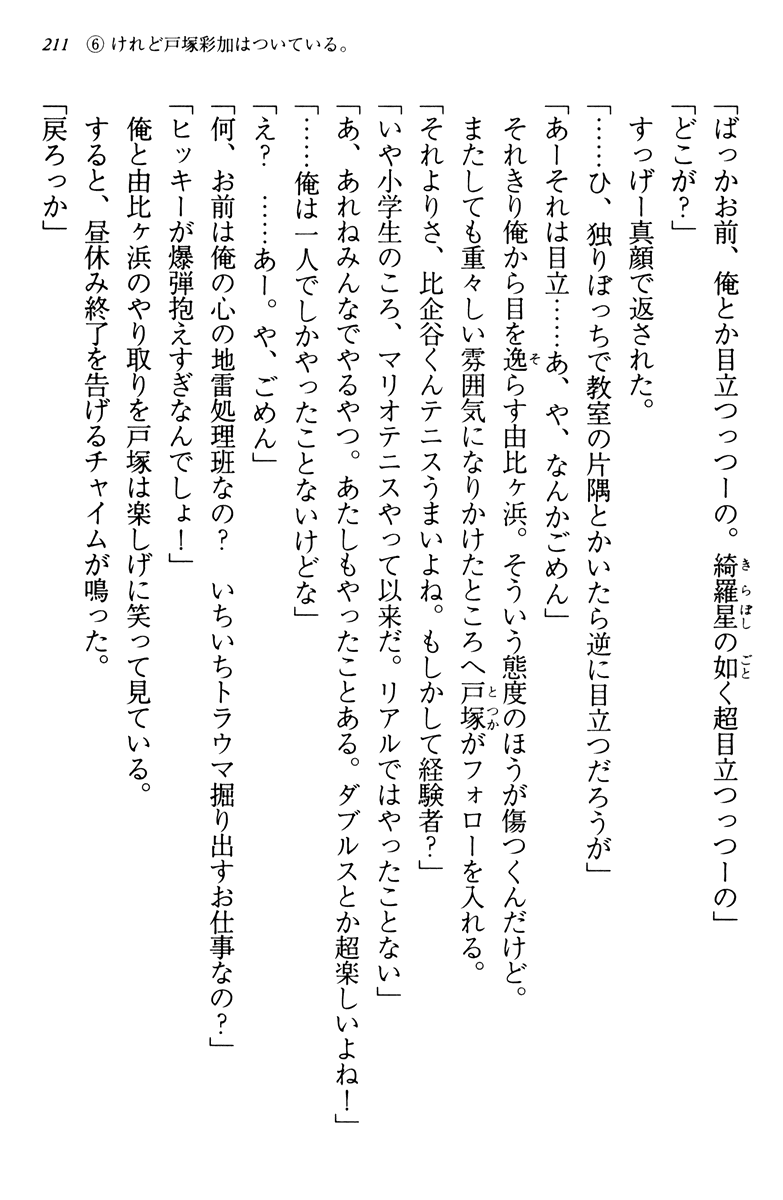 211 ⑥けれど戸塚彩加はついている。
「ばっかお前、俺とか目立つっつーの。綺羅星の如く超目立つっつーの」
「どこが?」
すっげー真顔で返された。
「……ひ、独りぼっちで教室の片隅とかいたら逆に目立つだろうが」
「あーそれは目立……あ、や、なんかごめん」
それきり俺から目を逸らす由比ヶ浜。そういう態度のほうが傷つくんだけど。
またしても重々しい雰囲気になりかけたところへ戸塚がフォローを入れる。
「それよりさ、比企谷くんテニスうまいよね。もしかして経験者?」
「いや小学生のころ、マリオテニスやって以来だ。リアルではやったことない」
「あ、あれねみんなでやるやつ。あたしもやったことある。ダブルスとか超楽しいよね!」
「……俺は一人でしかやったことないけどな」
「え? ……あー。や、ごめん」
「何、お前は俺の心の地雷処理班なの? いちいちトラウマ掘り出すお仕事なの?」
「ヒッキーが爆弾抱えすぎなんでしょ!」
俺と由比ヶ浜のやり取りを戸塚は楽しげに笑って見ている。
すると、昼休み終了を告げるチャイムが鳴った。
「戻ろっか」